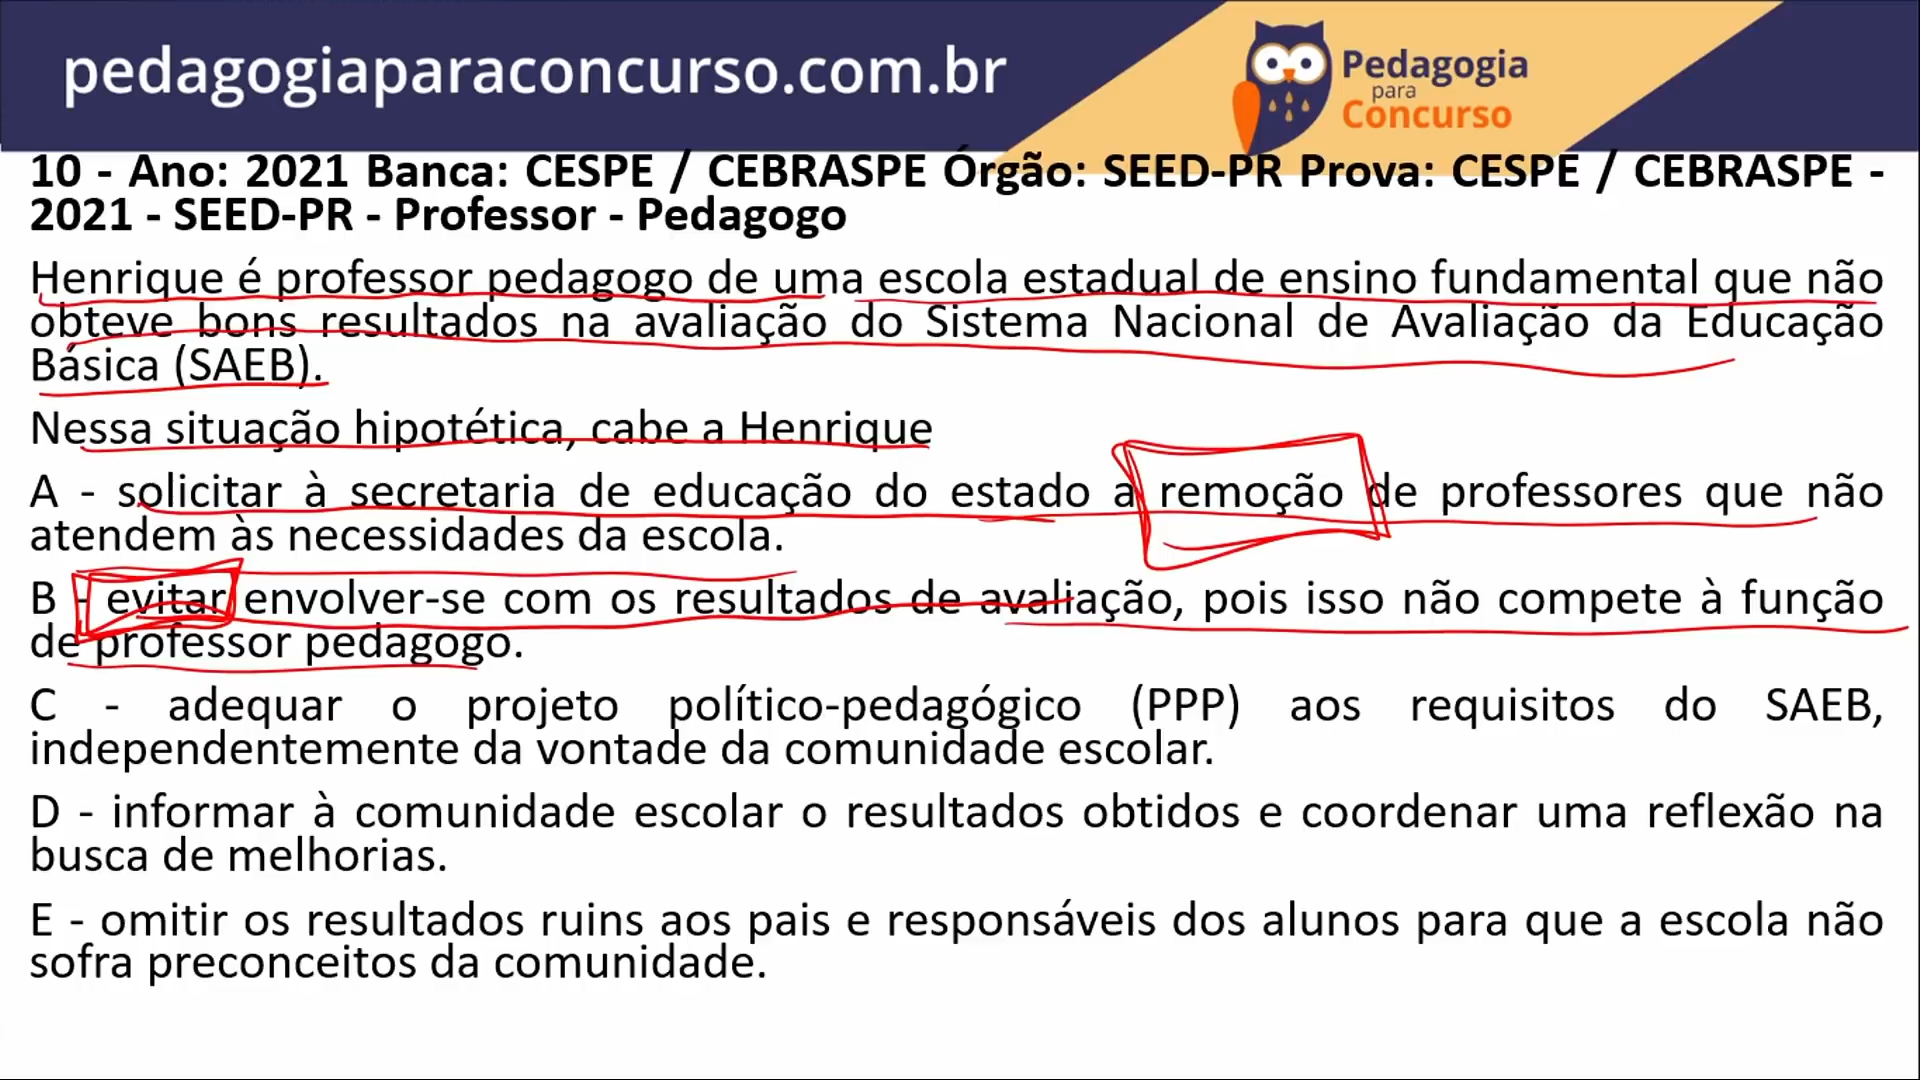 pedagogiaparaconcurso.com.br
Pedagogia
para
Concurso
10 - Ano: 2021 Banca: CESPE / CEBRASPE Órgão: SEED-PR Prova: CESPE / CEBRASPE -
2021 - SEED-PR - Professor - Pedagogo
Henrique é professor pedagogo de uma escola estadual de ensino fundamental que não
obteve bons resultados na avaliação do Sistema Nacional de Avaliação da Educação
Básica (SAEB).
Nessa situação hipotética, cabe a Henrique
A - solicitar à secretaria de educação do estado a remoção de professores que não
atendem às necessidades da escola.
B - evitar envolver-se com os resultados de avaliação, pois isso não compete à função
de professor pedagogo.
C - adequar o projeto político-pedagógico (PPP) aos requisitos do SAEB,
independentemente da vontade da comunidade escolar.
D - informar à comunidade escolar o resultados obtidos e coordenar uma reflexão na
busca de melhorias.
E - omitir os resultados ruins aos pais e responsáveis dos alunos para que a escola não
sofra preconceitos da comunidade.